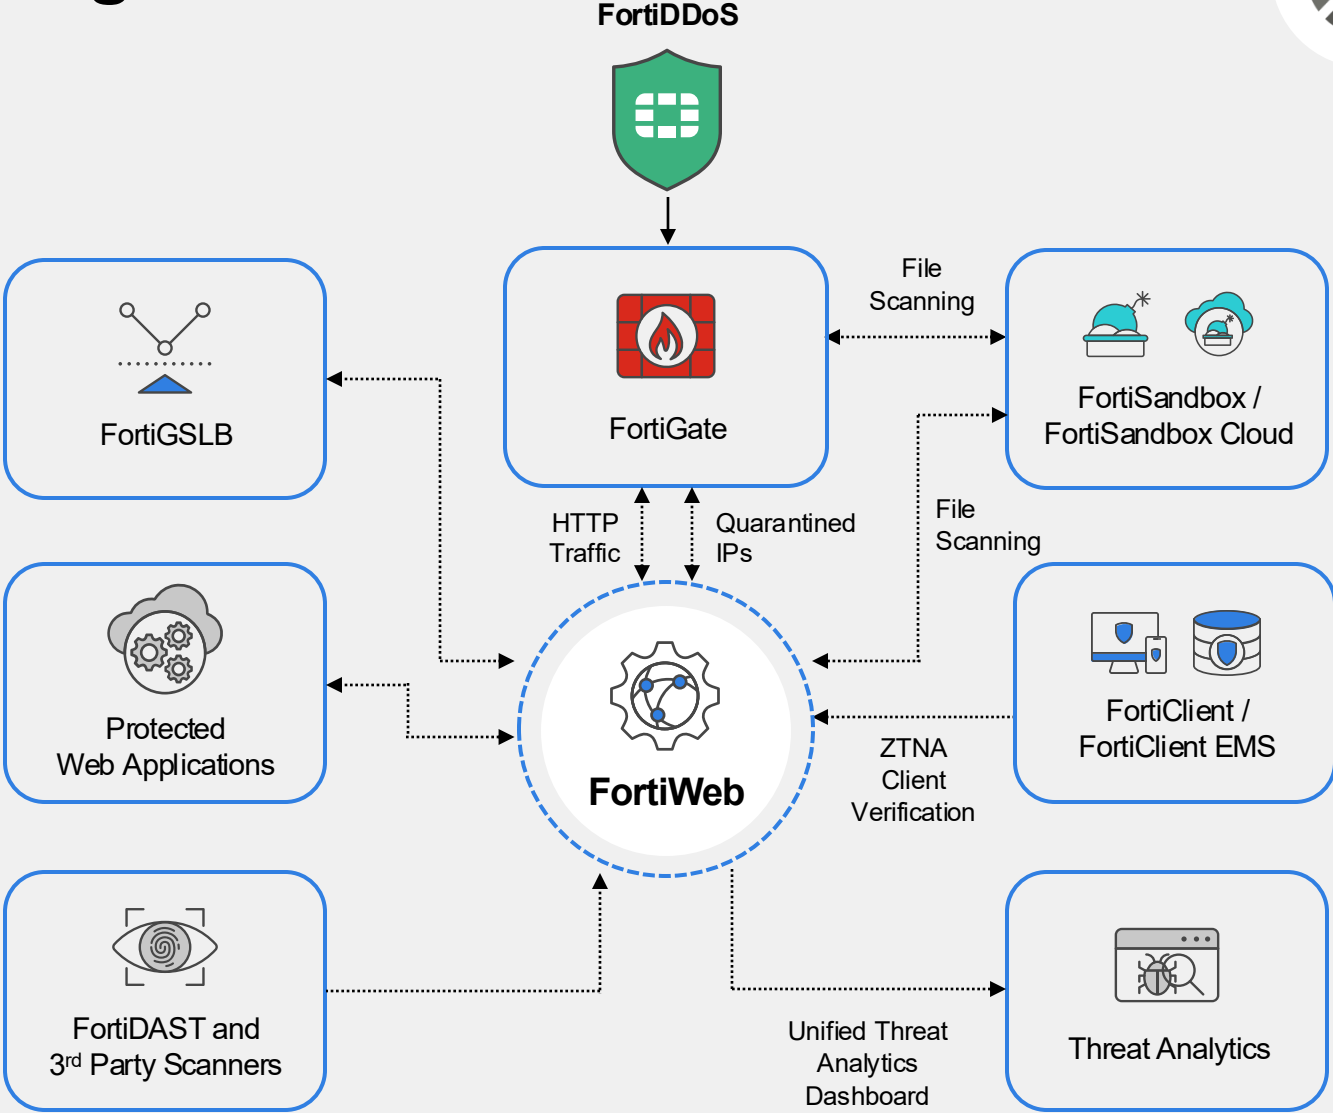 FortiDDoS
File
Scanning
FortiGate
FortiSandbox /
FortiSandbox Cloud
FortiGSLB
HTTP
Traffic
Quarantined
IPs
File
Scanning
Protected
Web Applications
FortiWeb
FortiClient /
FortiClient EMS
ZTNA
Client
Verification
FortiDAST and
3rd Party Scanners
Unified Threat
Analytics
Dashboard
Threat Analytics